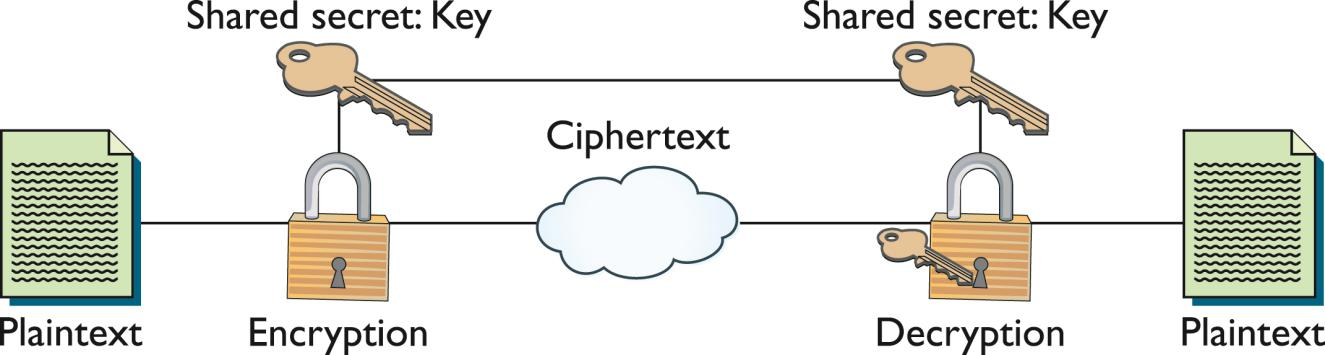 Shared secret: Key
Shared secret: Key
Ciphertext
Plaintext
Encryption
Decryption
Plaintext